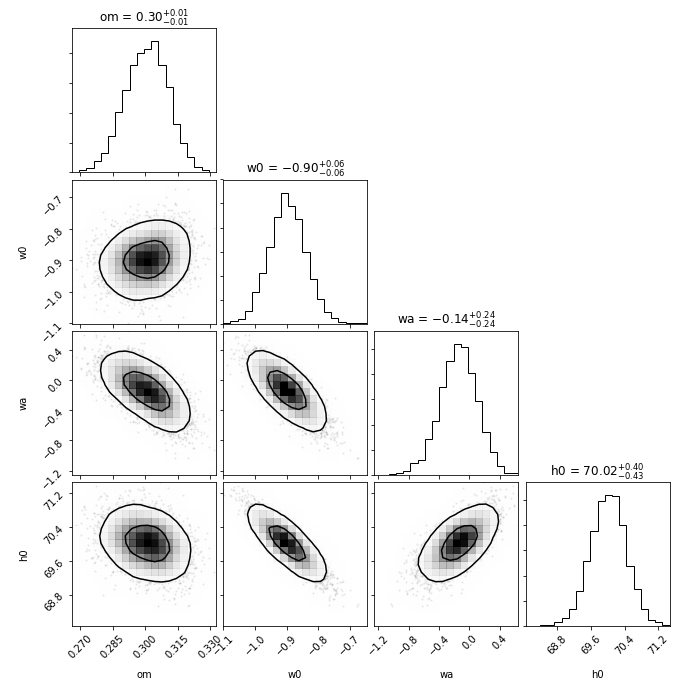 om = 0.30+0.01−0.01
w0 = −0.90+0.06−0.06
−0.7
−0.8
−0.9
−1.0
−1.1
w0
wa = −0.14+0.24−0.24
0.4
0.0
−0.4
−0.8
−1.2
wa
h0 = 70.02+0.40−0.43
71.2
70.4
69.6
68.8
h0
0.270 0.285 0.300 0.315 0.330
−1.1 −1.0 −0.9 −0.8 −0.7
−1.2 −0.8 −0.4 0.0 0.4
68.8 69.6 70.4 71.2
om w0 wa h0